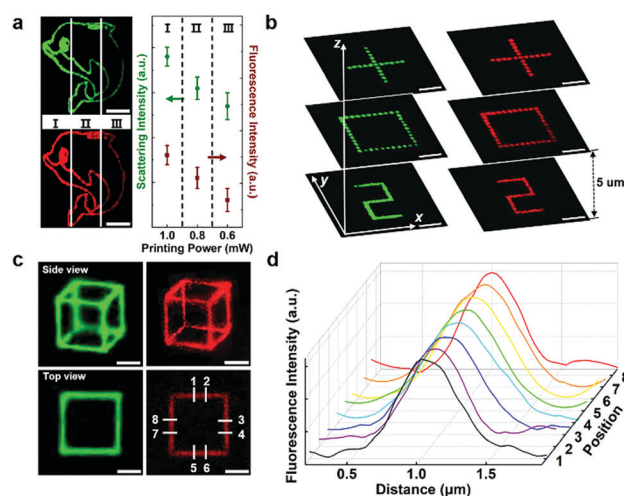 a
I II III
I II III
Scattering Intensity (a.u.)
Fluorescence Intensity (a.u.)
I II III
1.0 0.8 0.6
Printing Power (mW)
b
z
y
x
5 um
c
Side view
Top view
1 2
8
7
3
4
5 6
d
Fluorescence Intensity (a.u.)
0.5 1.0 1.5
Distance (μm)
1 2 3 4 5 6 7 8
Position